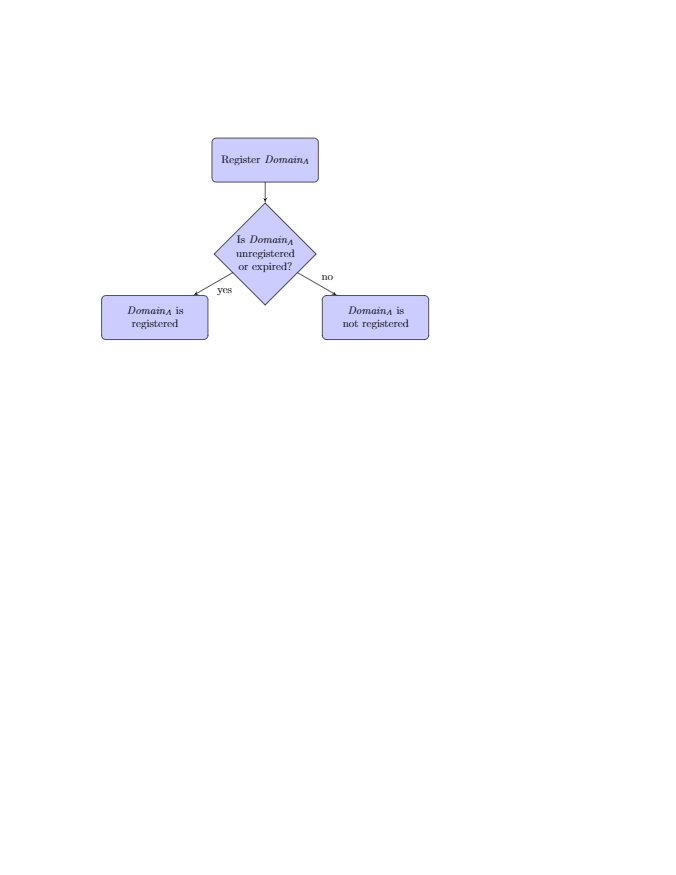 Register Domain_A
Is Domain_A
unregistered
or expired?
no
yes
Domain_A is
registered
Domain_A is
not registered